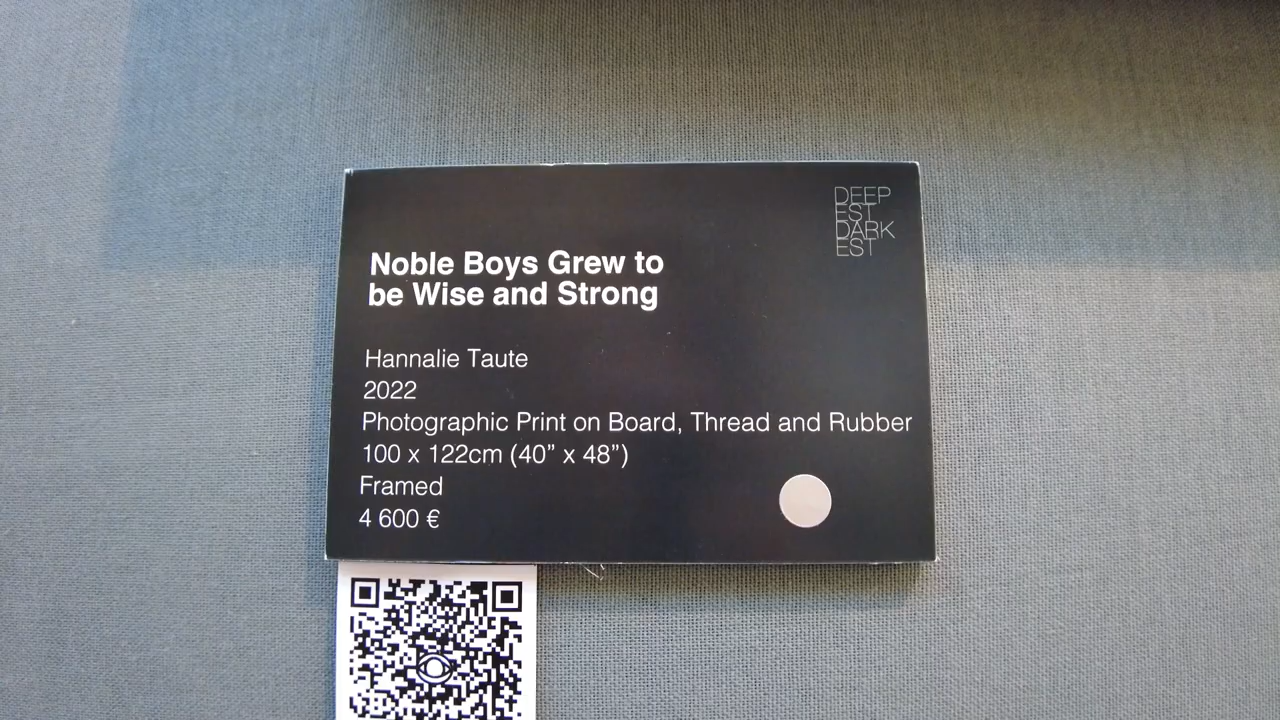 DEEP
EST
DARK
EST
Noble Boys Grew to
be Wise and Strong
Hannalie Taute
2022
Photographic Print on Board, Thread and Rubber
100 x 122cm (40” x 48”)
Framed
4 600 €